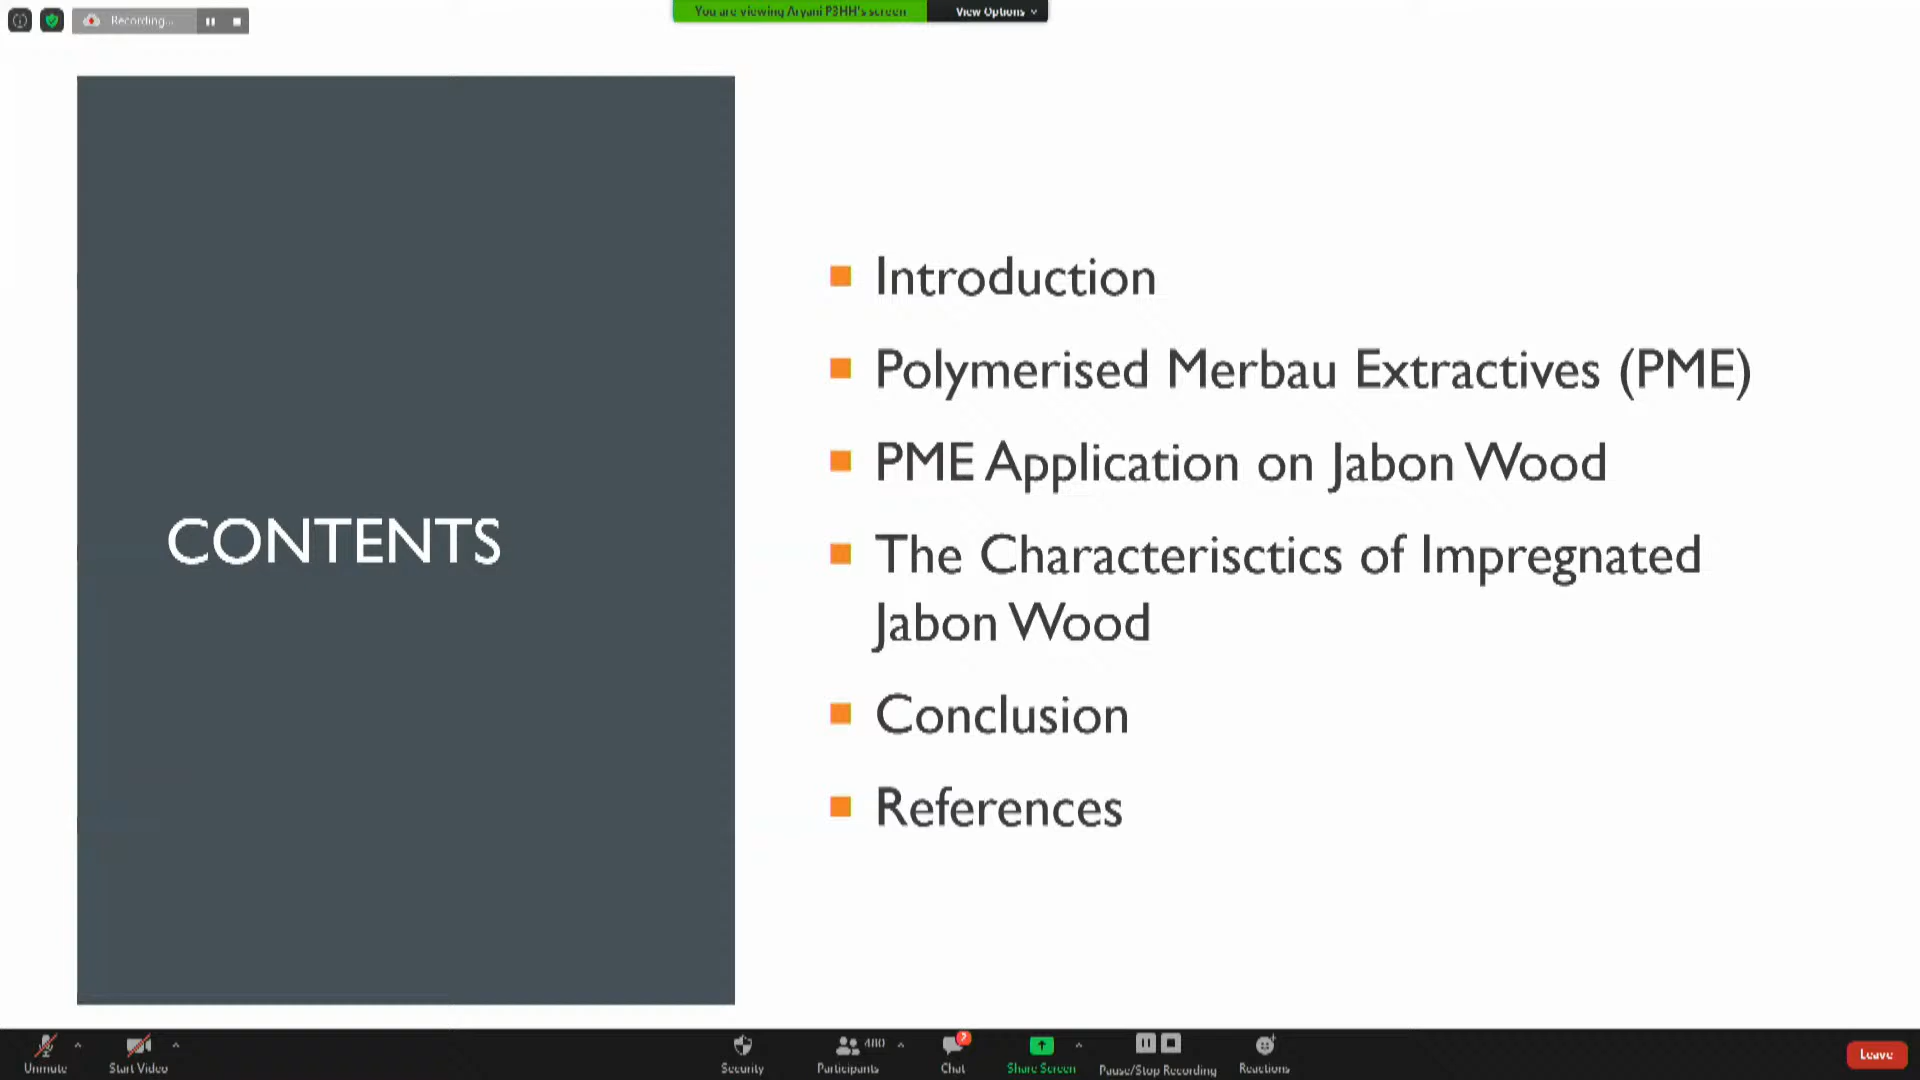 Recording...
You are viewing Aryani P3HH's screen
View Options
CONTENTS
Introduction
Polymerised Merbau Extractives (PME)
PME Application on Jabon Wood
The Characterisctics of Impregnated
Jabon Wood
Conclusion
References
Unmute
Start Video
Security
480
Participants
Chat
Share Screen
Pause/Stop Recording
Reactions
Leave